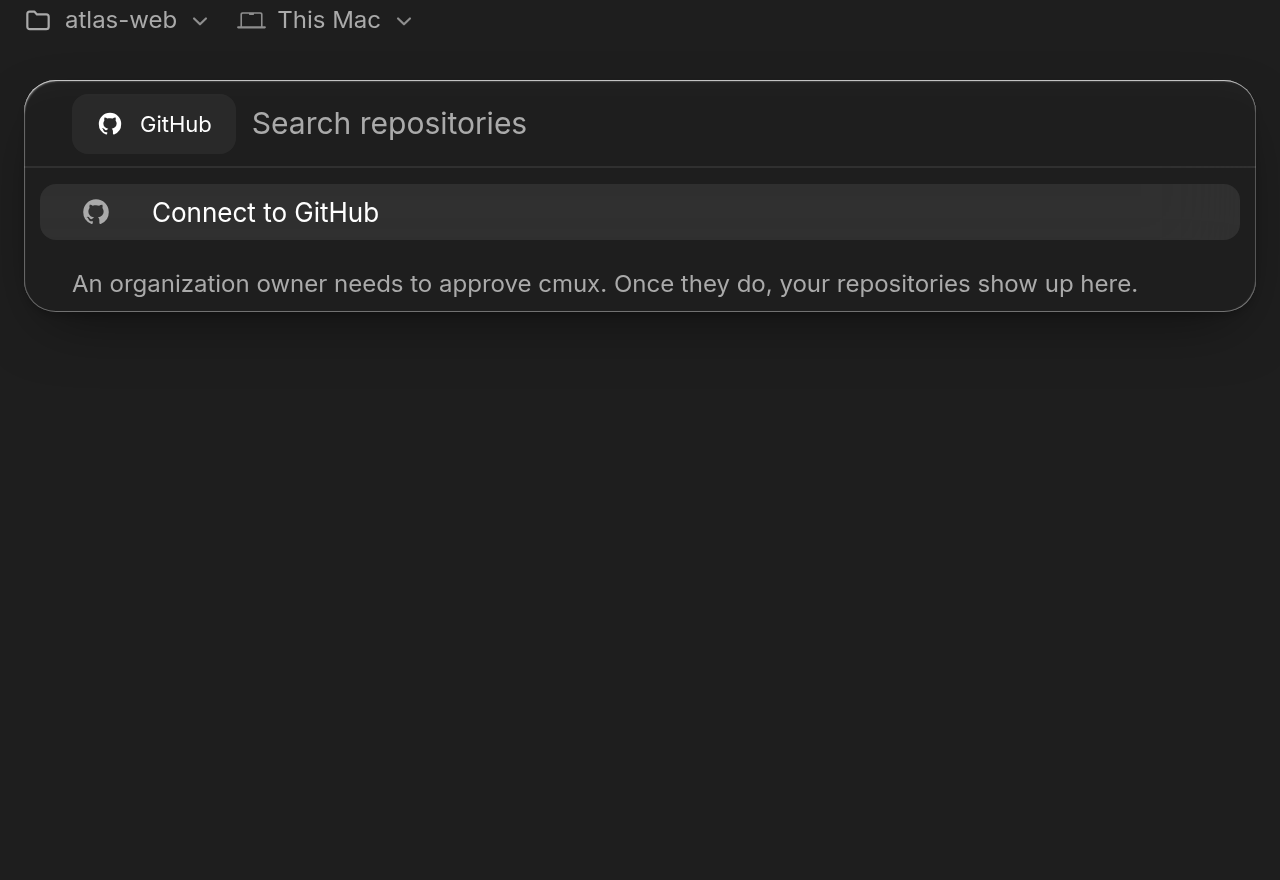 atlas-web
This Mac
GitHub
Search repositories
Connect to GitHub
An organization owner needs to approve cmux. Once they do, your repositories show up here.